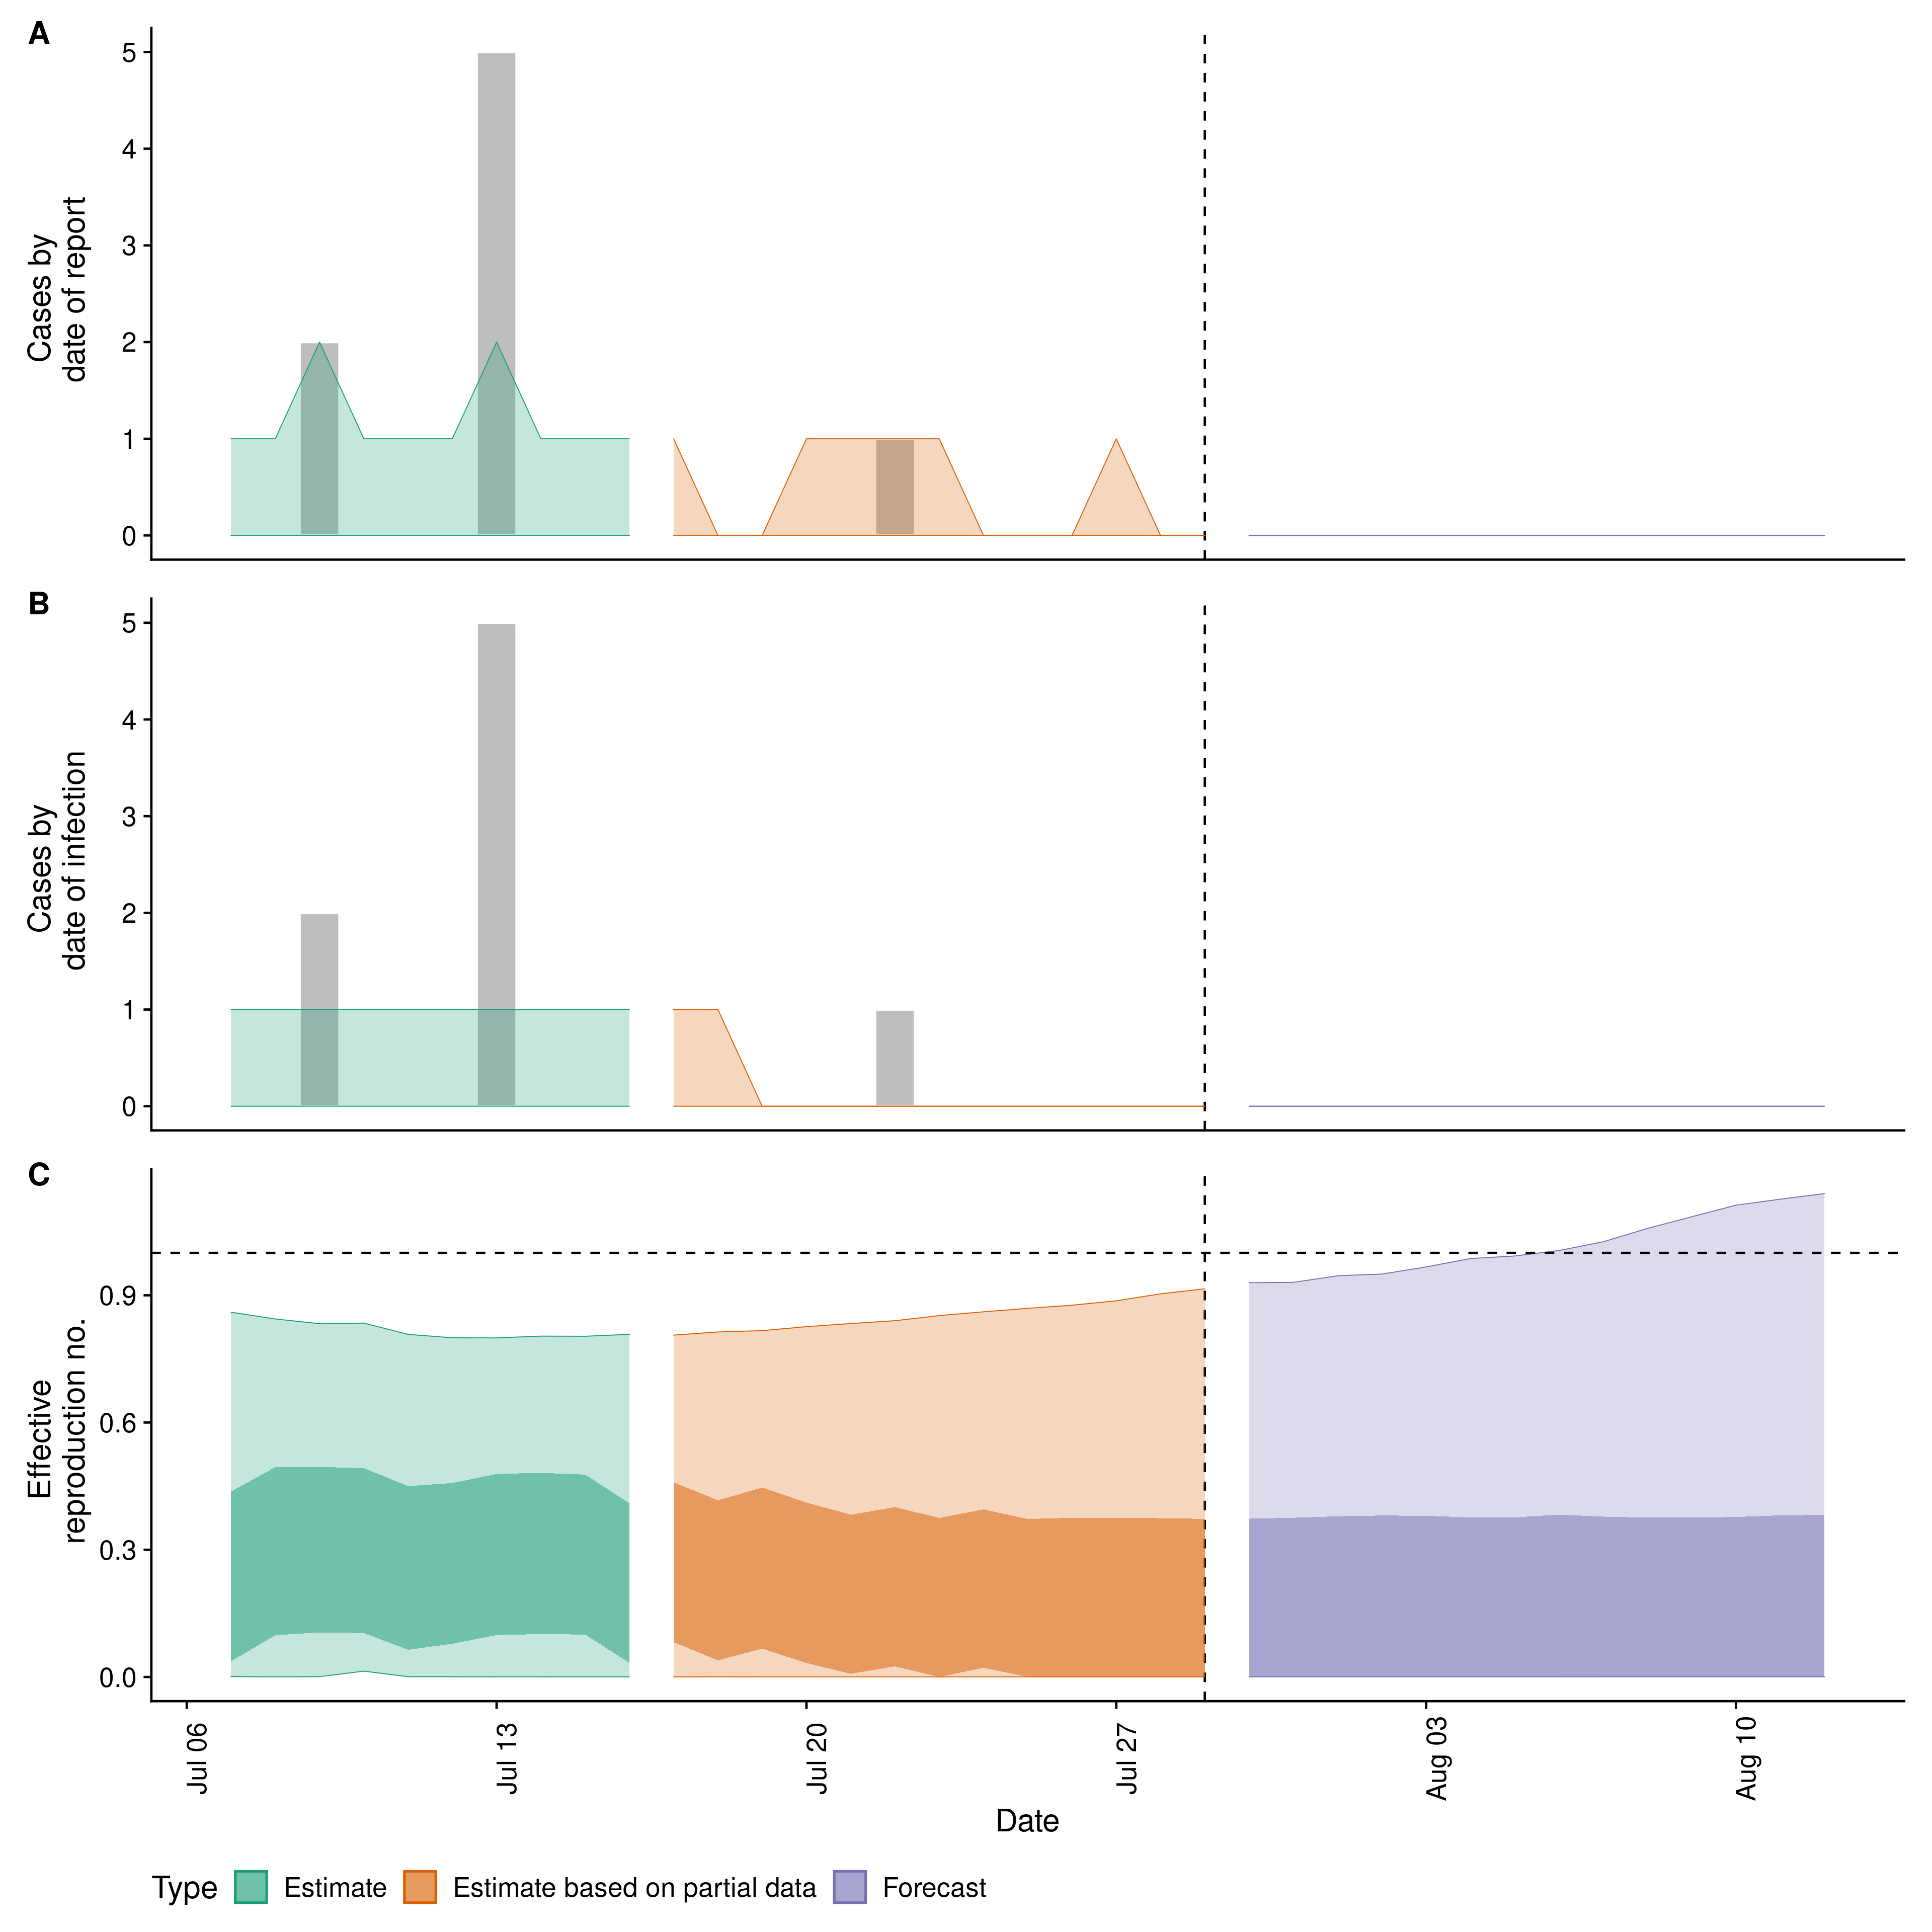 A
5
4
3
2
1
0
Cases by
date of report
B
5
4
3
2
1
0
Cases by
date of infection
C
0.9
0.6
0.3
0.0
Effective
reproduction no.
Jul 06
Jul 13
Jul 20
Jul 27
Aug 03
Aug 10
Date
Type Estimate Estimate based on partial data Forecast